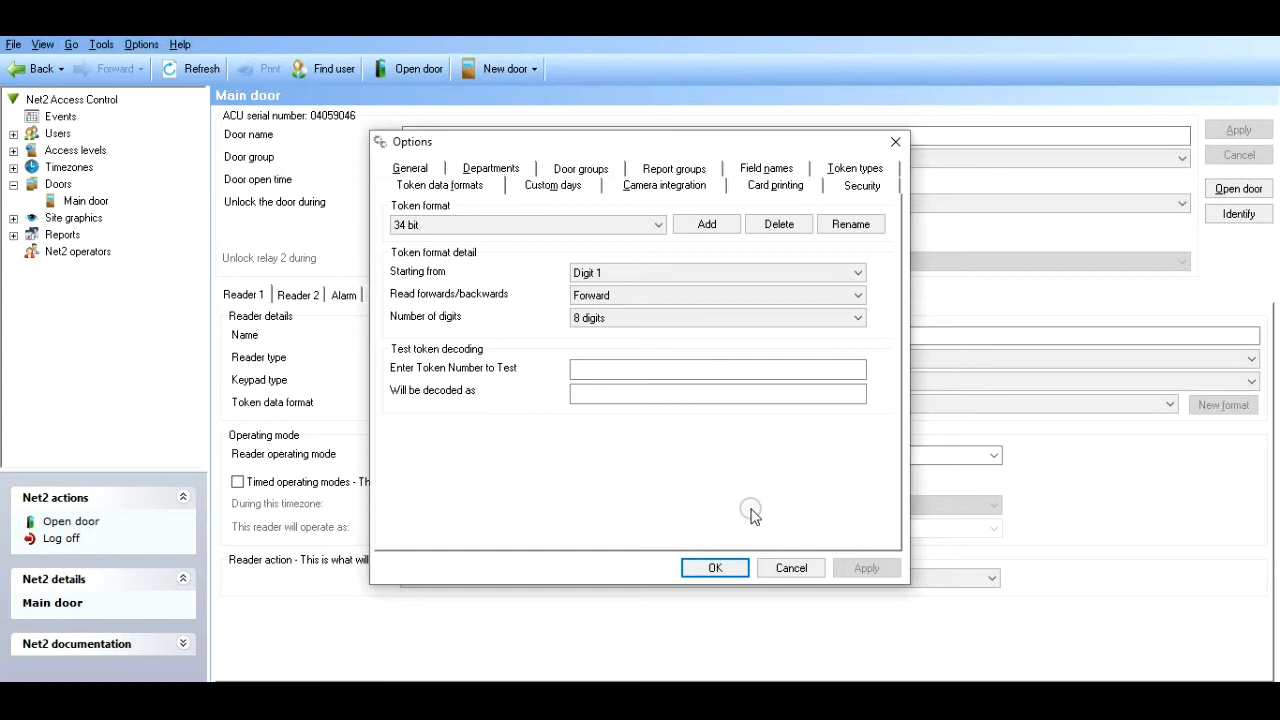 File View Go Tools Options Help
Back Forward Refresh Print Find user Open door New door
Net2 Access Control
Events
Users
Access levels
Timezones
Doors
Main door
Site graphics
Reports
Net2 operators
Net2 actions
Open door
Log off
Net2 details
Main door
Net2 documentation
Main door
ACU serial number: 04059046
Door name
Door group
Door open time
Unlock the door during
Unlock relay 2 during
Reader 1 Reader 2 Alarm
Reader details
Name
Reader type
Keypad type
Token data format
Operating mode
Reader operating mode
Timed operating modes - Th
During this timezone:
This reader will operate as:
Reader action - This is what will
Options
General Departments Door groups Report groups Field names Token types
Token data formats Custom days Camera integration Card printing Security
Token format
34 bit Add Delete Rename
Token format detail
Starting from Digit 1
Read forwards/backwards Forward
Number of digits 8 digits
Test token decoding
Enter Token Number to Test
Will be decoded as
OK Cancel Apply
Apply
Cancel
Open door
Identify
New format